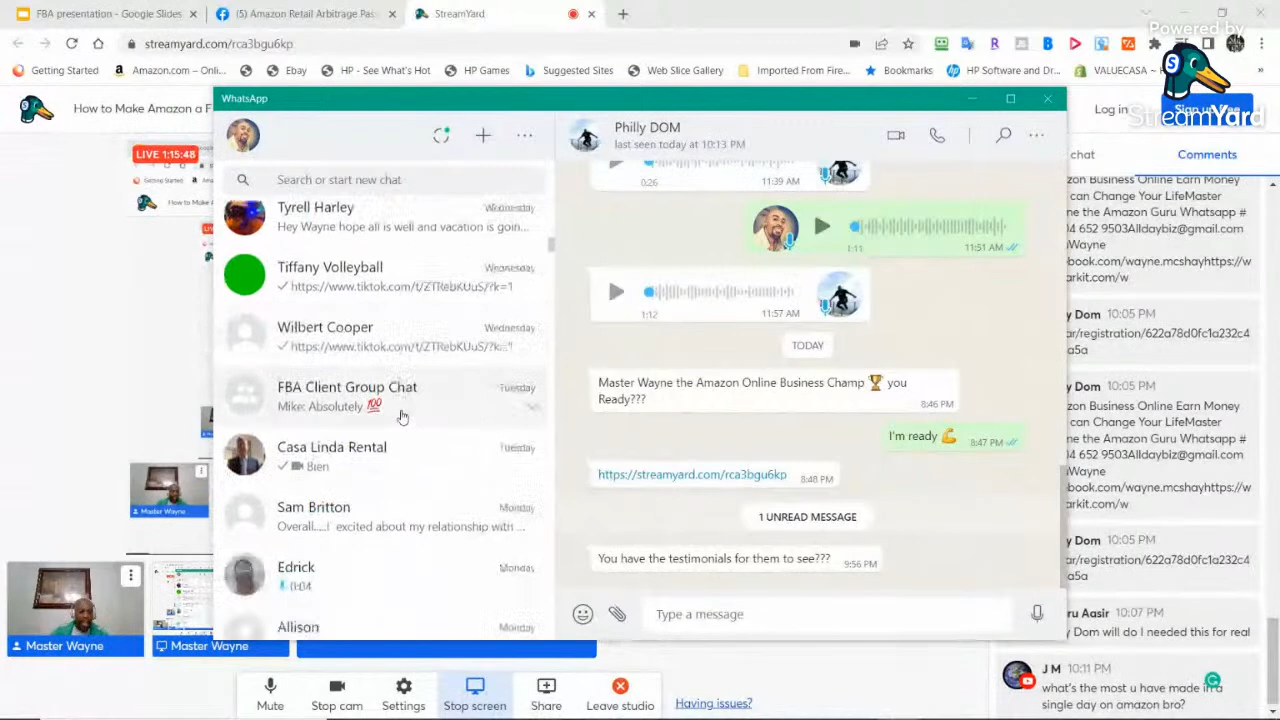 FBA presentation - Google Slides
(5) Amazon Retail Arbitrage Pas
StreamYard
Powered by
streamyard.com/rca3bgu6kp
Getting Started
Amazon.com – Onli...
Ebay
HP - See What's Hot
HP Games
Suggested Sites
Web Slice Gallery
Imported From Fire...
Bookmarks
HP Software and Dr...
VALUECASA ~
StreamYard
How to Make Amazon a F
Log in
Sign up free
LIVE 1:15:48
Getting Started
How to Make
chat
Comments
WhatsApp
Search or start new chat
Tyrell Harley
Wednesday
Hey Wayne hope all is well and vacation is goin...
Tiffany Volleyball
Wednesday
https://www.tiktok.com/t/ZTRebKUuS/?k=1
Wilbert Cooper
Wednesday
https://www.tiktok.com/t/ZTRebKUuS/?k=1
FBA Client Group Chat
Tuesday
Mike: Absolutely 💯
Casa Linda Rental
Tuesday
Bien
Sam Britton
Monday
Overall.....I excited about my relationship with ...
Edrick
Monday
0:04
Allison
Monday
Philly DOM
last seen today at 10:13 PM
0:26
11:39 AM
1:11
11:51 AM
1:12
11:57 AM
TODAY
Master Wayne the Amazon Online Business Champ 🏆 you
Ready???
8:46 PM
I'm ready 💪
8:47 PM
https://streamyard.com/rca3bgu6kp
8:48 PM
1 UNREAD MESSAGE
You have the testimonials for them to see???
9:56 PM
Type a message
azon Business Online Earn Money
can Change Your LifeMaster
ne the Amazon Guru Whatsapp #
04 652 9503Alldaybiz@gmail.com
book.com/wayne.mcshayhttps://w
arkit.com/w
y Dom 10:05 PM
ar/registration/622a78d0fc1a232c4
a5a
y Dom 10:05 PM
azon Business Online Earn Money
can Change Your LifeMaster
ne the Amazon Guru Whatsapp #
04 652 9503Alldaybiz@gmail.com
book.com/wayne.mcshayhttps://w
arkit.com/w
y Dom 10:05 PM
ar/registration/622a78d0fc1a232c4
a5a
ru Aasir 10:07 PM
y Dom will do I needed this for real
J M 10:11 PM
what's the most u have made in a
single day on amazon bro?
Master Wayne
Master Wayne
Master Wayne
Mute
Stop cam
Settings
Stop screen
Share
Leave studio
Having issues?